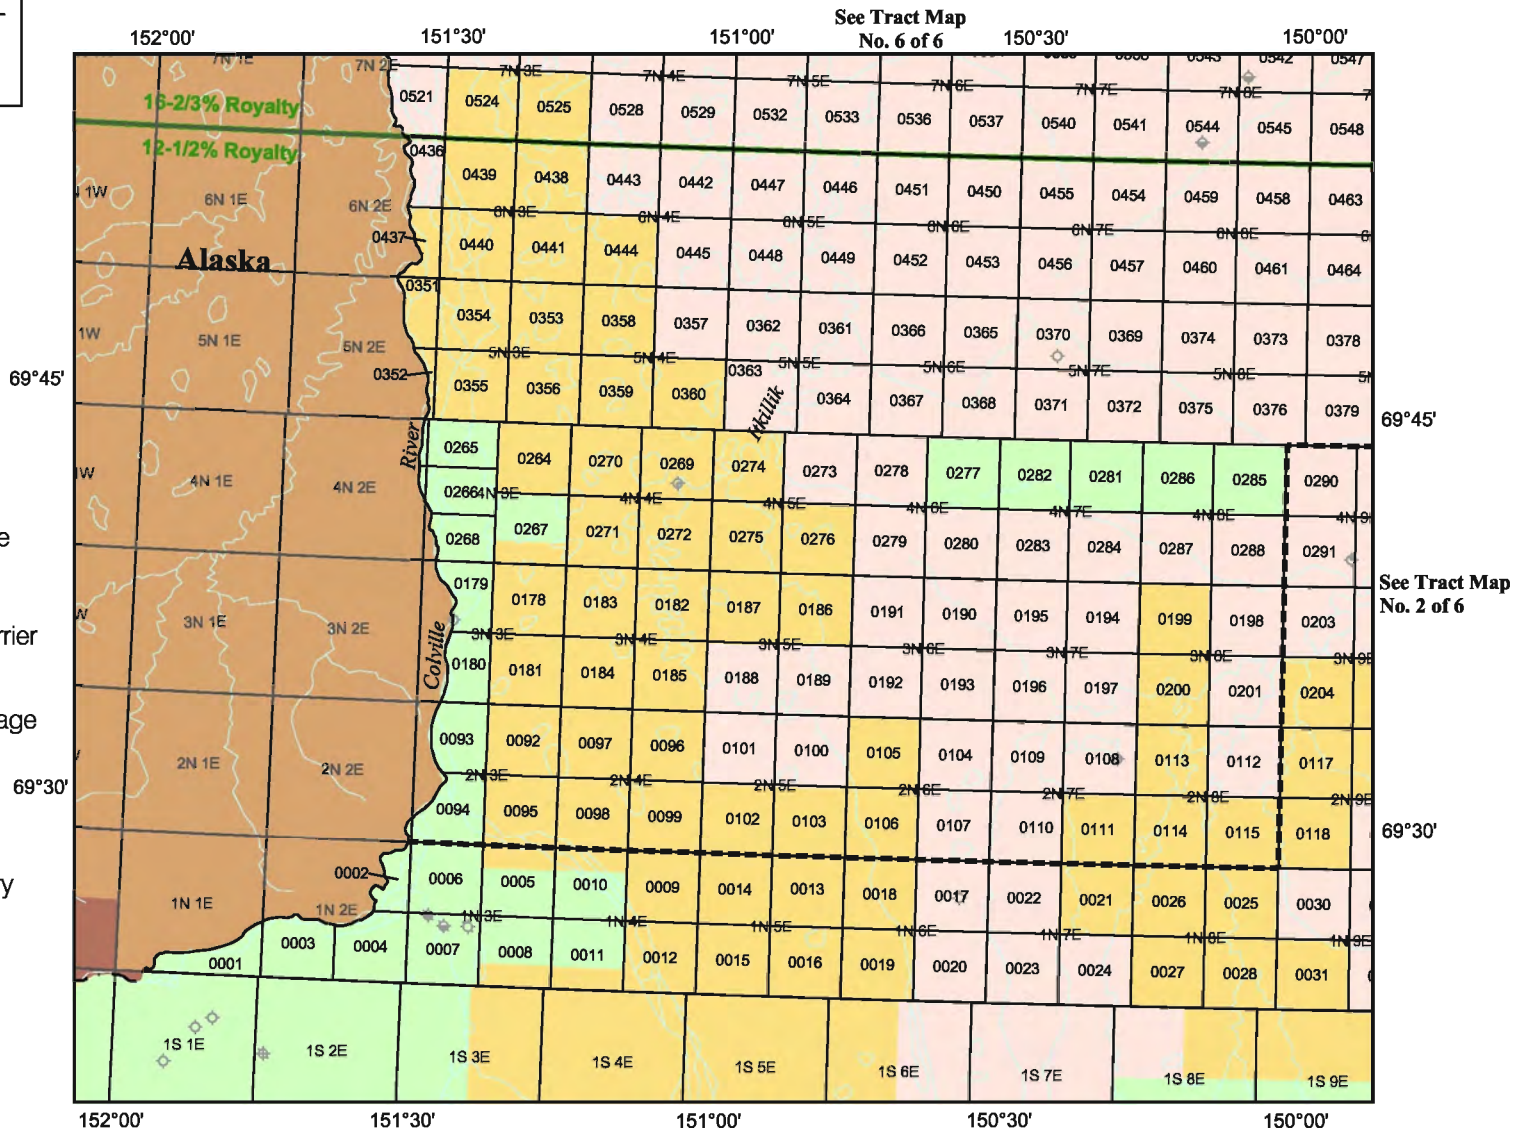 See Tract Map
152°00' 151°30' 151°00' No. 6 of 6 150°30' 150°00'
7N 1E 7N 2E 7N 3E 7N 4E 7N 5E 7N 6E 7N 7E 7N 8E 0543 0542 0547
16-2/3% Royalty 0521 0524 0525 0528 0529 0532 0533 0536 0537 0540 0541 0544 0545 0548
12-1/2% Royalty 0436 0439 0438 0443 0442 0447 0446 0451 0450 0455 0454 0459 0458 0463
1W 6N 1E 6N 2E 6N 3E 6N 4E 6N 5E 6N 6E 6N 7E 6N 8E
0437 0440 0441 0444 0445 0448 0449 0452 0453 0456 0457 0460 0461 0464
Alaska
0351 0354 0353 0358 0357 0362 0361 0366 0365 0370 0369 0374 0373 0378
1W 5N 1E 5N 2E 5N 3E 5N 4E 5N 5E 5N 6E 5N 7E 5N 8E 5N
69°45' 0352 0355 0356 0359 0360 0363 0364 0367 0368 0371 0372 0375 0376 0379 69°45'
Itkillik
River
0265 0264 0270 0269 0274 0273 0278 0277 0282 0281 0286 0285 0290
1W 4N 1E 4N 2E 0266 4N 3E 4N 4E 4N 5E 4N 6E 4N 7E 4N 8E 4N 9
0268 0267 0271 0272 0275 0276 0279 0280 0283 0284 0287 0288 0291
e
See Tract Map
No. 2 of 6
0179 0178 0183 0182 0187 0186 0191 0190 0195 0194 0199 0198 0203
W 3N 1E 3N 2E 3N 3E 3N 4E 3N 5E 3N 6E 3N 7E 3N 8E 3N 9E
rrier
Colville
0180 0181 0184 0185 0188 0189 0192 0193 0196 0197 0200 0201 0204
age
0093 0092 0097 0096 0101 0100 0105 0104 0109 0108 0113 0112 0117
2N 1E 2N 2E 2N 3E 2N 4E 2N 5E 2N 6E 2N 7E 2N 8E 2N 9E
69°30' 0094 0095 0098 0099 0102 0103 0106 0107 0110 0111 0114 0115 0118 69°30'
0002 0006 0005 0010 0009 0014 0013 0018 0017 0022 0021 0026 0025 0030
ry
1N 1E 1N 2E 1N 3E 1N 4E 1N 5E 1N 6E 1N 7E 1N 8E 1N 9E
0001 0003 0004 0007 0008 0011 0012 0015 0016 0019 0020 0023 0024 0027 0028 0031
1S 1E 1S 2E 1S 3E 1S 4E 1S 5E 1S 6E 1S 7E 1S 8E 1S 9E
152°00' 151°30' 151°00' 150°30' 150°00'